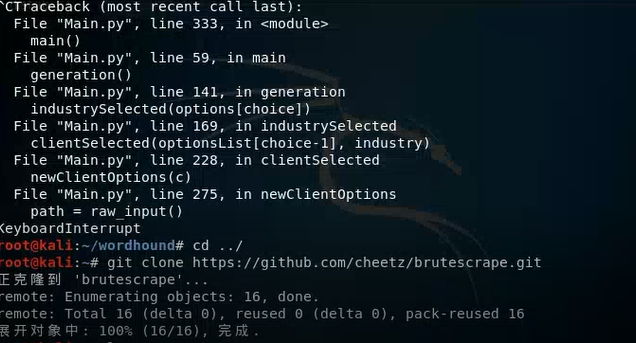 ^CTraceback (most recent call last):
  File "Main.py", line 333, in <module>
    main()
  File "Main.py", line 59, in main
    generation()
  File "Main.py", line 141, in generation
    industrySelected(options[choice])
  File "Main.py", line 169, in industrySelected
    clientSelected(optionsList[choice-1], industry)
  File "Main.py", line 228, in clientSelected
    newClientOptions(c)
  File "Main.py", line 275, in newClientOptions
    path = raw_input()
KeyboardInterrupt
root@kali:~/wordhound# cd ../
root@kali:~# git clone https://github.com/cheetz/brutescrape.git
正克隆到 'brutescrape'...
remote: Enumerating objects: 16, done.
remote: Total 16 (delta 0), reused 0 (delta 0), pack-reused 16
展开对象中: 100% (16/16), 完成.